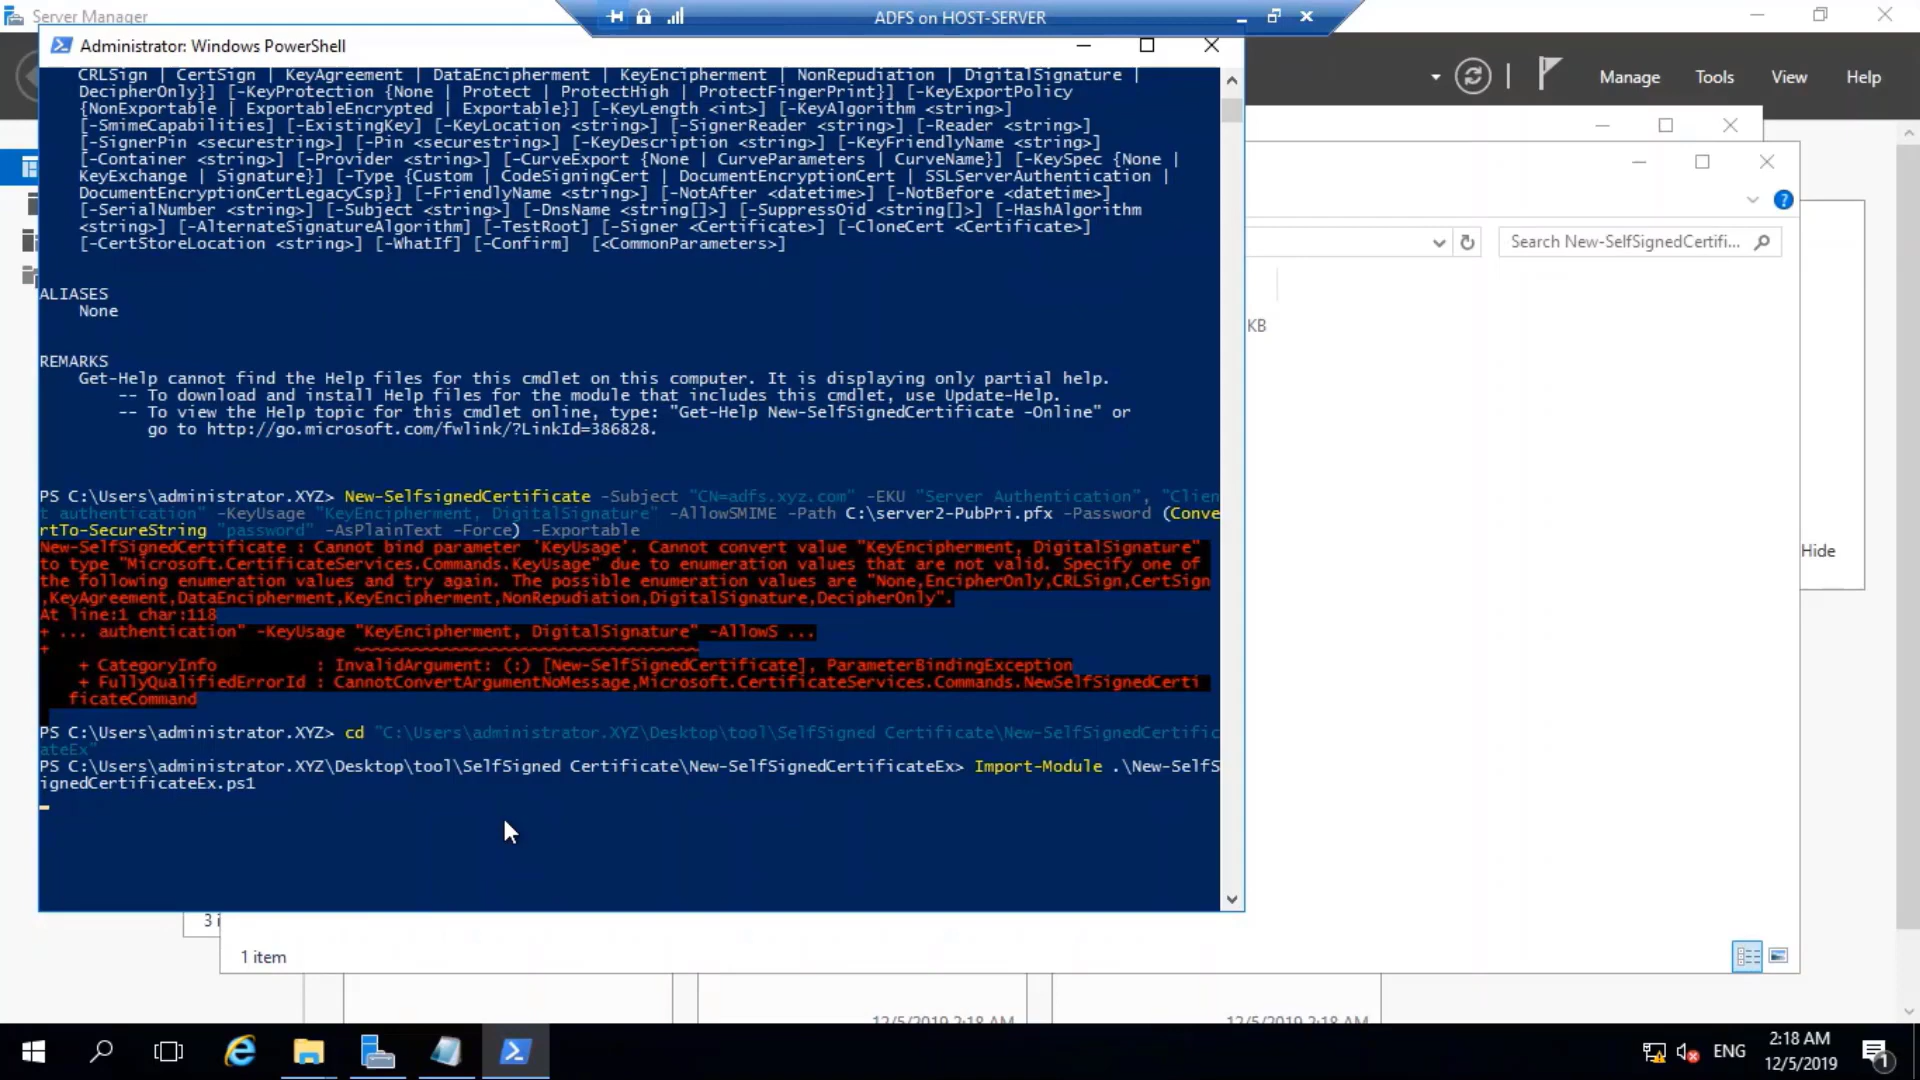 Server Manager
ADFS on HOST-SERVER
Administrator: Windows PowerShell
Manage
Tools
View
Help
CRLSign | CertSign | KeyAgreement | DataEncipherment | KeyEncipherment | NonRepudiation | DigitalSignature |
DecipherOnly}] [-KeyProtection {None | Protect | ProtectHigh | ProtectFingerPrint}] [-KeyExportPolicy
{NonExportable | ExportableEncrypted | Exportable}] [-KeyLength <int>] [-KeyAlgorithm <string>]
[-SmimeCapabilities] [-ExistingKey] [-KeyLocation <string>] [-SignerReader <string>] [-Reader <string>]
[-SignerPin <securestring>] [-Pin <securestring>] [-KeyDescription <string>] [-KeyFriendlyName <string>]
[-Container <string>] [-Provider <string>] [-CurveExport {None | CurveParameters | CurveName}] [-KeySpec {None |
KeyExchange | Signature}] [-Type {Custom | CodeSigningCert | DocumentEncryptionCert | SSLServerAuthentication |
DocumentEncryptionCertLegacyCsp}] [-FriendlyName <string>] [-NotAfter <datetime>] [-NotBefore <datetime>]
[-SerialNumber <string>] [-Subject <string>] [-DnsName <string[]>] [-SuppressOid <string[]>] [-HashAlgorithm
<string>] [-AlternateSignatureAlgorithm] [-TestRoot] [-Signer <Certificate>] [-CloneCert <Certificate>]
[-CertStoreLocation <string>] [-WhatIf] [-Confirm]  [<CommonParameters>]
ALIASES
None
REMARKS
Get-Help cannot find the Help files for this cmdlet on this computer. It is displaying only partial help.
-- To download and install Help files for the module that includes this cmdlet, use Update-Help.
-- To view the Help topic for this cmdlet online, type: "Get-Help New-SelfSignedCertificate -Online" or
go to http://go.microsoft.com/fwlink/?LinkId=386828.
PS C:\Users\administrator.XYZ> New-SelfsignedCertificate -Subject "CN=adfs.xyz.com" -EKU "Server Authentication", "Clien
t authentication" -KeyUsage "KeyEncipherment, DigitalSignature" -AllowSMIME -Path C:\server2-PubPri.pfx -Password (Conve
rtTo-SecureString "password" -AsPlainText -Force) -Exportable
New-SelfSignedCertificate : Cannot bind parameter 'KeyUsage'. Cannot convert value "KeyEncipherment, DigitalSignature"
to type "Microsoft.CertificateServices.Commands.KeyUsage" due to enumeration values that are not valid. Specify one of
the following enumeration values and try again. The possible enumeration values are "None,EncipherOnly,CRLSign,CertSign
,KeyAgreement,DataEncipherment,KeyEncipherment,NonRepudiation,DigitalSignature,DecipherOnly".
At line:1 char:118
+ ... authentication" -KeyUsage "KeyEncipherment, DigitalSignature" -AllowS ...
+ ~~~~~~~~~~~~~~~~~~~~~~~~~~~~~~~~~~~
+ CategoryInfo : InvalidArgument: (:) [New-SelfSignedCertificate], ParameterBindingException
+ FullyQualifiedErrorId : CannotConvertArgumentNoMessage,Microsoft.CertificateServices.Commands.NewSelfSignedCerti
ficateCommand
PS C:\Users\administrator.XYZ> cd "C:\Users\administrator.XYZ\Desktop\tool\SelfSigned Certificate\New-SelfSignedCertific
ateEx"
PS C:\Users\administrator.XYZ\Desktop\tool\SelfSigned Certificate\New-SelfSignedCertificateEx> Import-Module .\New-SelfS
ignedCertificateEx.ps1
Search New-SelfSignedCertifi...
KB
Hide
3 i
1 item
12/5/2019 2:18 AM
12/5/2019 2:18 AM
ENG
2:18 AM
12/5/2019
1